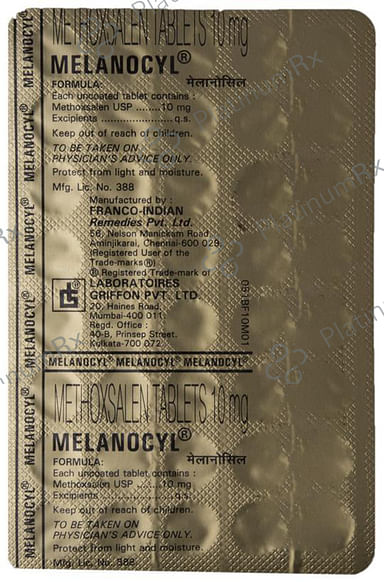 METHOXSALEN TABLETS 10 mg
MELANOCYL®
मेलानोसिल
FORMULA:
Each uncoated tablet contains :
Methoxsalen USP ........10 mg
Excipients ......................q.s.
Keep out of reach of children.
TO BE TAKEN ON
PHYSICIAN'S ADVICE ONLY.
Protect from light and moisture.
Mfg. Lic. No. 388
Manufactured by :
FRANCO-INDIAN
Remedies Pvt. Ltd.
56, Nelson Manickam Road,
Aminjikarai, Chennai-600 029.
(Registered User of the
Trade-marks ®)
® Registered Trade-mark of
LABORATOIRES
GRIFFON PVT. LTD.
20, Haines Road,
Mumbai-400 011.
Regd. Office :
40-B, Prinsep Street,
Kolkata-700 072.
MELANOCYL® MELANOCYL® MELANOCYL®
METHOXSALEN TABLETS 10 mg
MELANOCYL®
मेलानोसिल
FORMULA:
Each uncoated tablet contains :
Methoxsalen USP ........10 mg
Excipients ......................q.s.
Keep out of reach of children.
TO BE TAKEN ON
PHYSICIAN'S ADVICE ONLY.
Protect from light and moisture.
Mfg. Lic. No. 388
MELANOCYL® MELANOCYL® MELANOCYL® MELANOCYL® MELANOCYL®
PlatinumRx